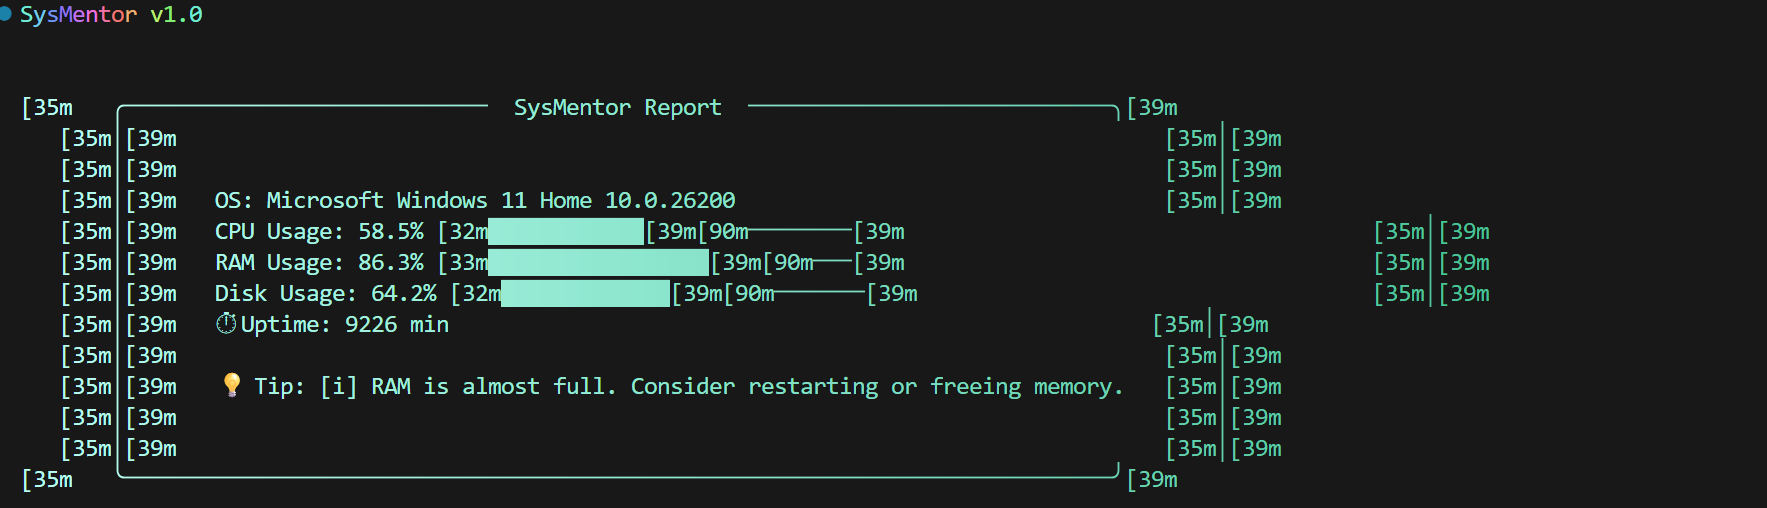 SysMentor v1.0
[35m SysMentor Report [39m
[35m [39m [35m [39m
[35m [39m [35m [39m
[35m [39m OS: Microsoft Windows 11 Home 10.0.26200 [35m [39m
[35m [39m CPU Usage: 58.5% [32m [39m[90m [39m [35m [39m
[35m [39m RAM Usage: 86.3% [33m [39m[90m [39m [35m [39m
[35m [39m Disk Usage: 64.2% [32m [39m[90m [39m [35m [39m
[35m [39m ⏱Uptime: 9226 min [35m [39m
[35m [39m [35m [39m
[35m [39m 💡 Tip: [i] RAM is almost full. Consider restarting or freeing memory. [35m [39m
[35m [39m [35m [39m
[35m [39m [35m [39m
[35m [39m